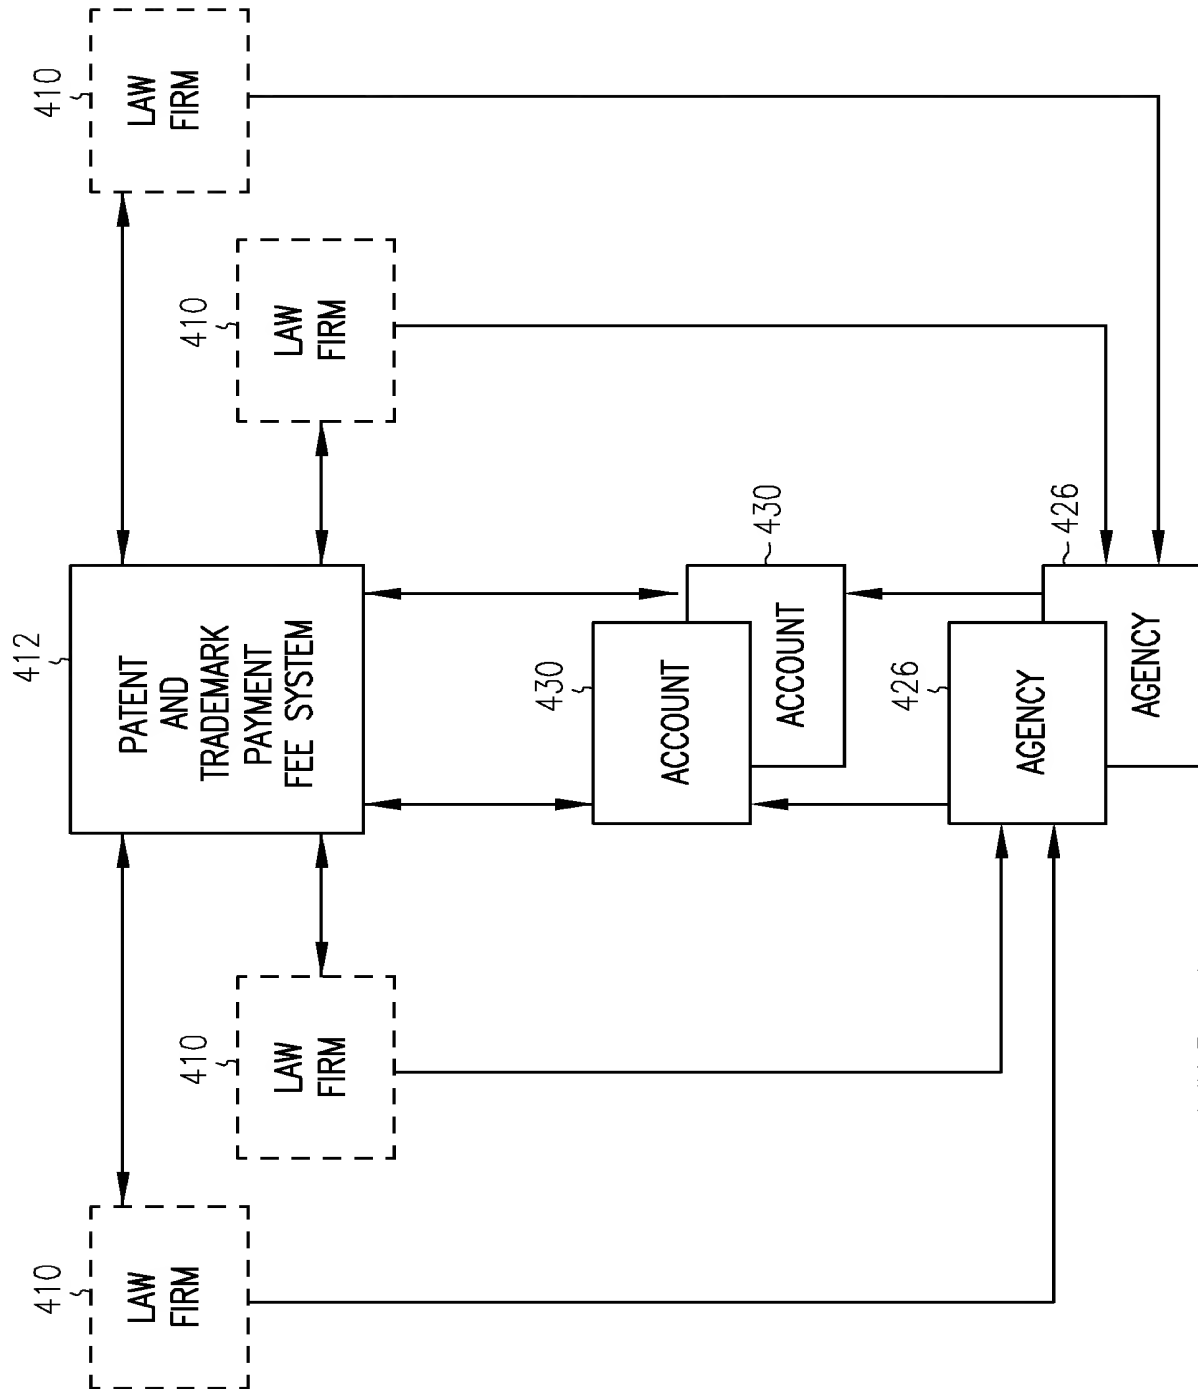 410
LAW
FIRM
412
PATENT
AND
TRADEMARK
PAYMENT
FEE SYSTEM
410
LAW
FIRM
410
LAW
FIRM
410
LAW
FIRM
430
ACCOUNT
430
ACCOUNT
426
AGENCY
426
AGENCY